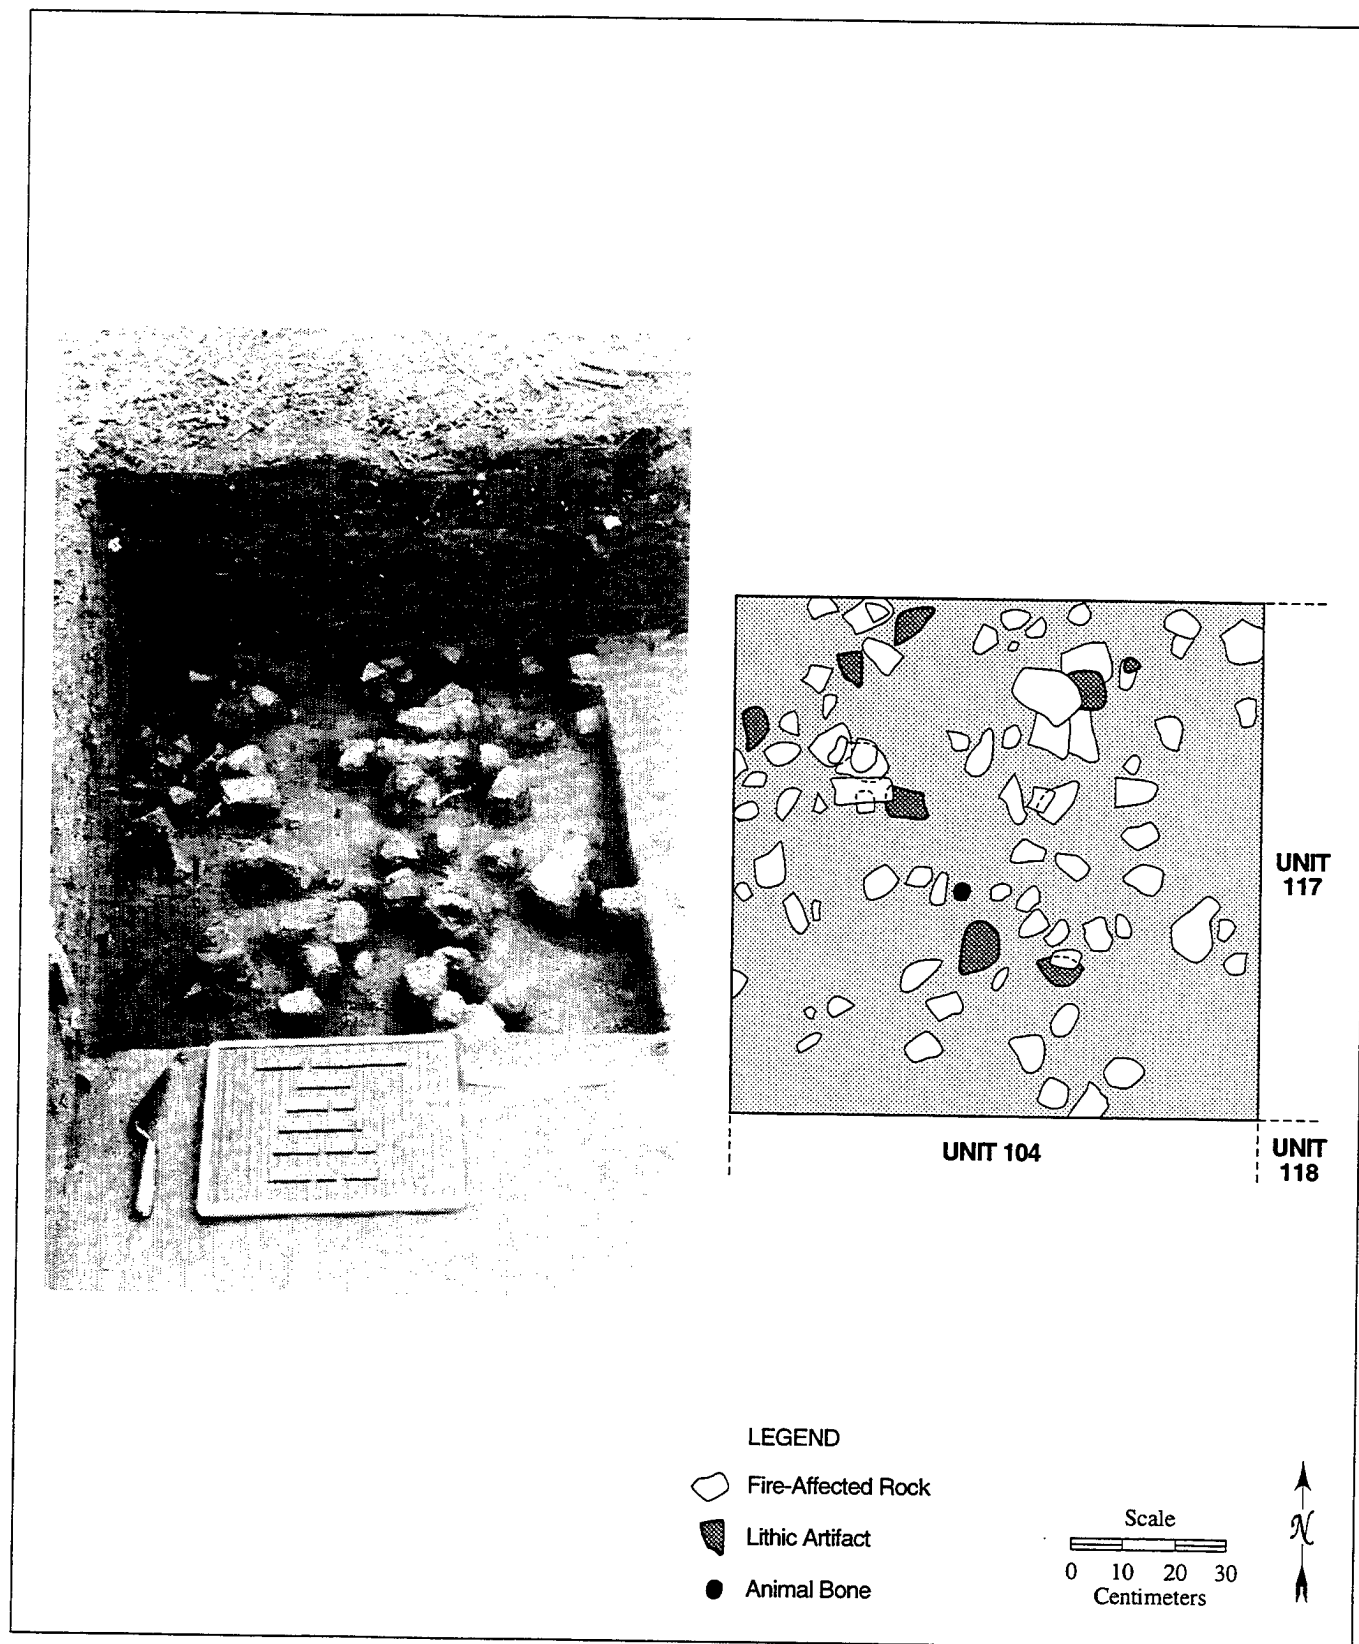 UNIT
117
UNIT 104
UNIT
118
LEGEND
Fire-Affected Rock
Lithic Artifact
Animal Bone
Scale
0 10 20 30
Centimeters
N